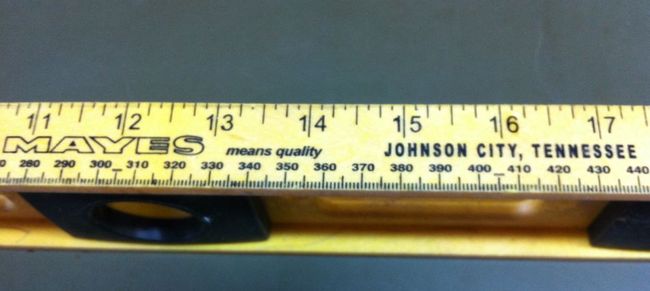 11 12 13 14 15 16 17
MAYES means quality JOHNSON CITY, TENNESSEE
280 290 300 310 320 330 340 350 360 370 380 390 400 410 420 430 440